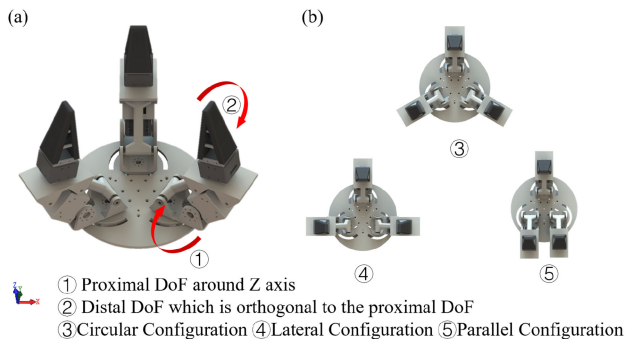 (a)
(b)
②
①
③
④
⑤
Z
X
① Proximal DoF around Z axis
② Distal DoF which is orthogonal to the proximal DoF
③Circular Configuration ④Lateral Configuration ⑤Parallel Configuration